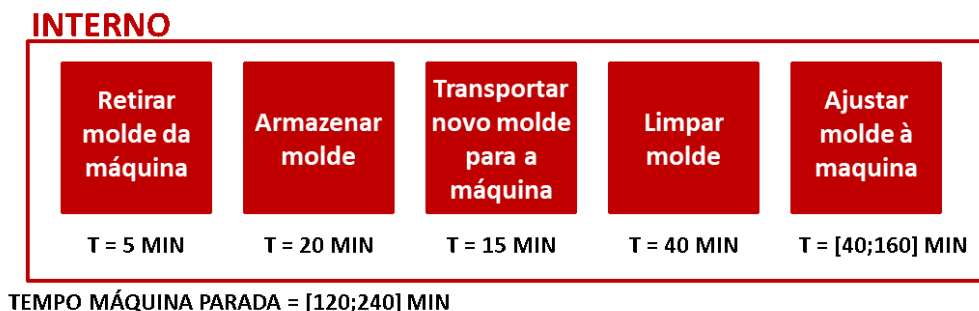 INTERNO
Retirar
molde da
máquina
Armazenar
molde
Transportar
novo molde
para a
máquina
Limpar
molde
Ajustar
molde à
maquina
T = 5 MIN
T = 20 MIN
T = 15 MIN
T = 40 MIN
T = [40;160] MIN
TEMPO MÁQUINA PARADA = [120;240] MIN